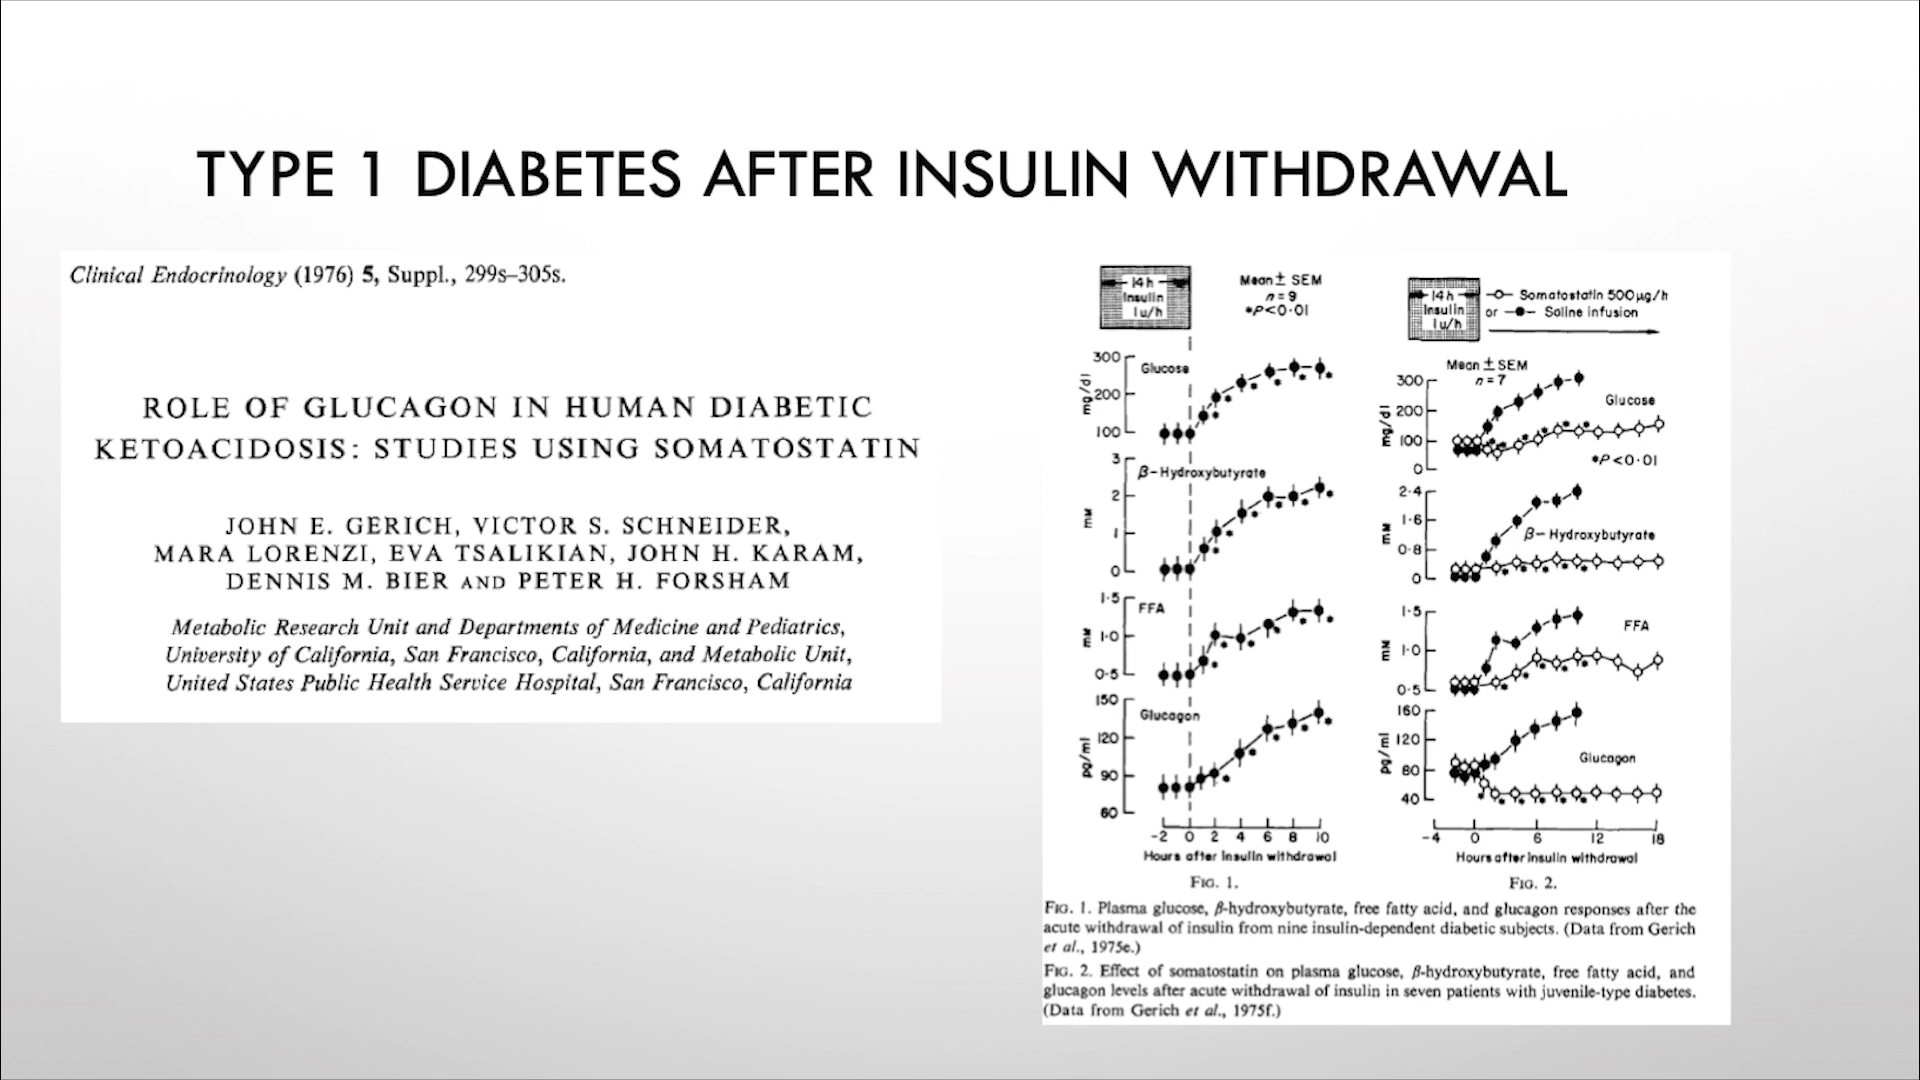 TYPE 1 DIABETES AFTER INSULIN WITHDRAWAL
Clinical Endocrinology (1976) 5, Suppl., 299s–305s.
ROLE OF GLUCAGON IN HUMAN DIABETIC
KETOACIDOSIS: STUDIES USING SOMATOSTATIN
JOHN E. GERICH, VICTOR S. SCHNEIDER,
MARA LORENZI, EVA TSALIKIAN, JOHN H. KARAM,
DENNIS M. BIER AND PETER H. FORSHAM
Metabolic Research Unit and Departments of Medicine and Pediatrics,
University of California, San Francisco, California, and Metabolic Unit,
United States Public Health Service Hospital, San Francisco, California
14h
Insulin
1u/h
Mean ± SEM
n=9
*P<0·01
300
200
100
mg/dl
Glucose
3
2
1
0
mM
β-Hydroxybutyrate
1·5
1·0
0·5
mM
FFA
150
120
90
60
pg/ml
Glucagon
-2 0 2 4 6 8 10
Hours after insulin withdrawal
FIG. 1.
14h
Insulin
1u/h
Somatostatin 500µg/h
or Saline infusion
Mean ± SEM
n=7
300
200
100
0
mg/dl
Glucose
*P<0·01
2·4
1·6
0·8
0
mM
β-Hydroxybutyrate
1·5
1·0
0·5
mM
FFA
160
120
80
40
pg/ml
Glucagon
-4 0 6 12 18
Hours after insulin withdrawal
FIG. 2.
FIG. 1. Plasma glucose, β-hydroxybutyrate, free fatty acid, and glucagon responses after the
acute withdrawal of insulin from nine insulin-dependent diabetic subjects. (Data from Gerich
et al., 1975e.)
FIG. 2. Effect of somatostatin on plasma glucose, β-hydroxybutyrate, free fatty acid, and
glucagon levels after acute withdrawal of insulin in seven patients with juvenile-type diabetes.
(Data from Gerich et al., 1975f.)